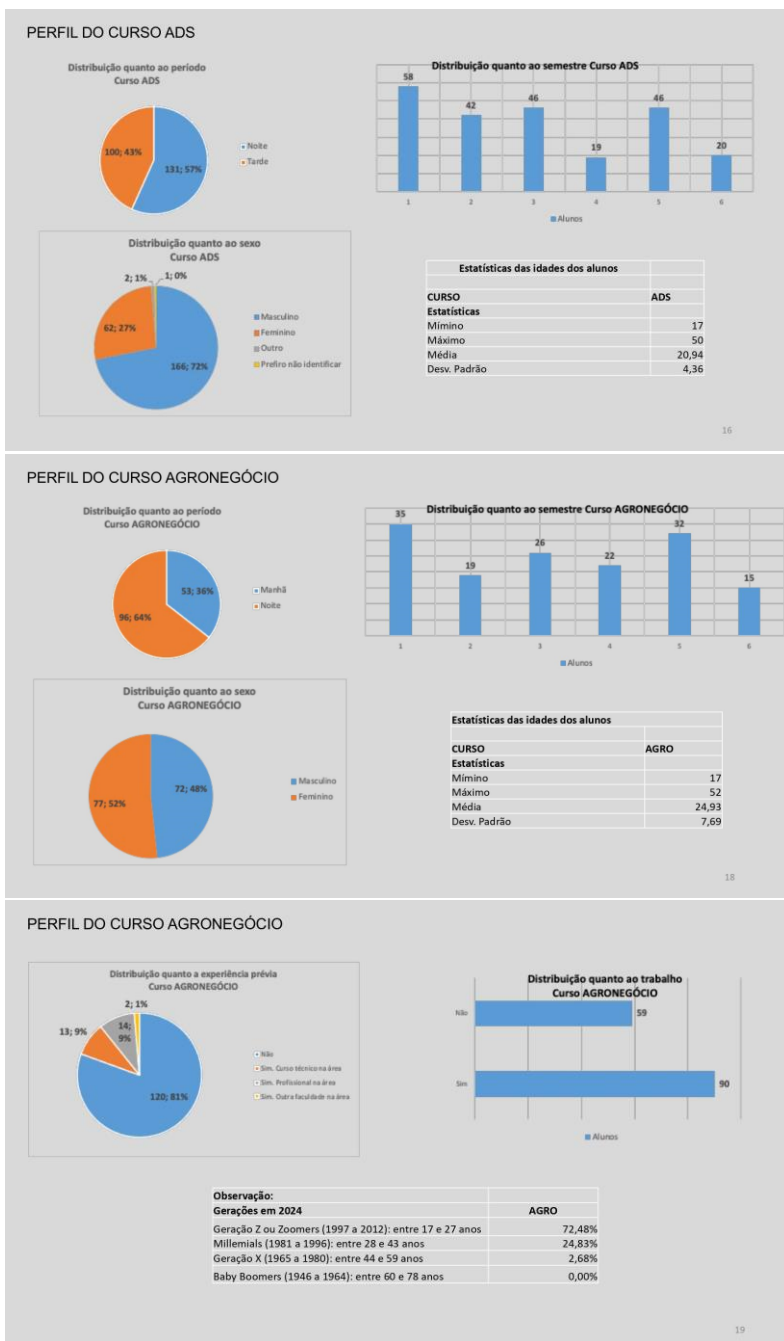 PERFIL DO CURSO ADS
Distribuição quanto ao período
Curso ADS
100; 43%
131; 57%
Noite
Tarde
Distribuição quanto ao semestre Curso ADS
58
42
46
19
46
20
1 2 3 4 5 6
Alunos
Distribuição quanto ao sexo
Curso ADS
2; 1%
1; 0%
62; 27%
166; 72%
Masculino
Feminino
Outro
Prefiro não identificar
Estatísticas das idades dos alunos
CURSO ADS
Estatísticas
Mímino 17
Máximo 50
Média 20,94
Desv. Padrão 4,36
16
PERFIL DO CURSO AGRONEGÓCIO
Distribuição quanto ao período
Curso AGRONEGÓCIO
53; 36%
96; 64%
Manhã
Noite
Distribuição quanto ao semestre Curso AGRONEGÓCIO
35
19
26
22
32
15
1 2 3 4 5 6
Alunos
Distribuição quanto ao sexo
Curso AGRONEGÓCIO
77; 52%
72; 48%
Masculino
Feminino
Estatísticas das idades dos alunos
CURSO AGRO
Estatísticas
Mímino 17
Máximo 52
Média 24,93
Desv. Padrão 7,69
18
PERFIL DO CURSO AGRONEGÓCIO
Distribuição quanto a experiência prévia
Curso AGRONEGÓCIO
2; 1%
14;
9%
13; 9%
120; 81%
Não
Sim. Curso técnico na área
Sim. Profissional na área
Sim. Outra faculdade na área
Distribuição quanto ao trabalho
Curso AGRONEGÓCIO
Não 59
Sim 90
Alunos
Observação:
Gerações em 2024 AGRO
Geração Z ou Zoomers (1997 a 2012): entre 17 e 27 anos 72,48%
Millemials (1981 a 1996): entre 28 e 43 anos 24,83%
Geração X (1965 a 1980): entre 44 e 59 anos 2,68%
Baby Boomers (1946 a 1964): entre 60 e 78 anos 0,00%
19